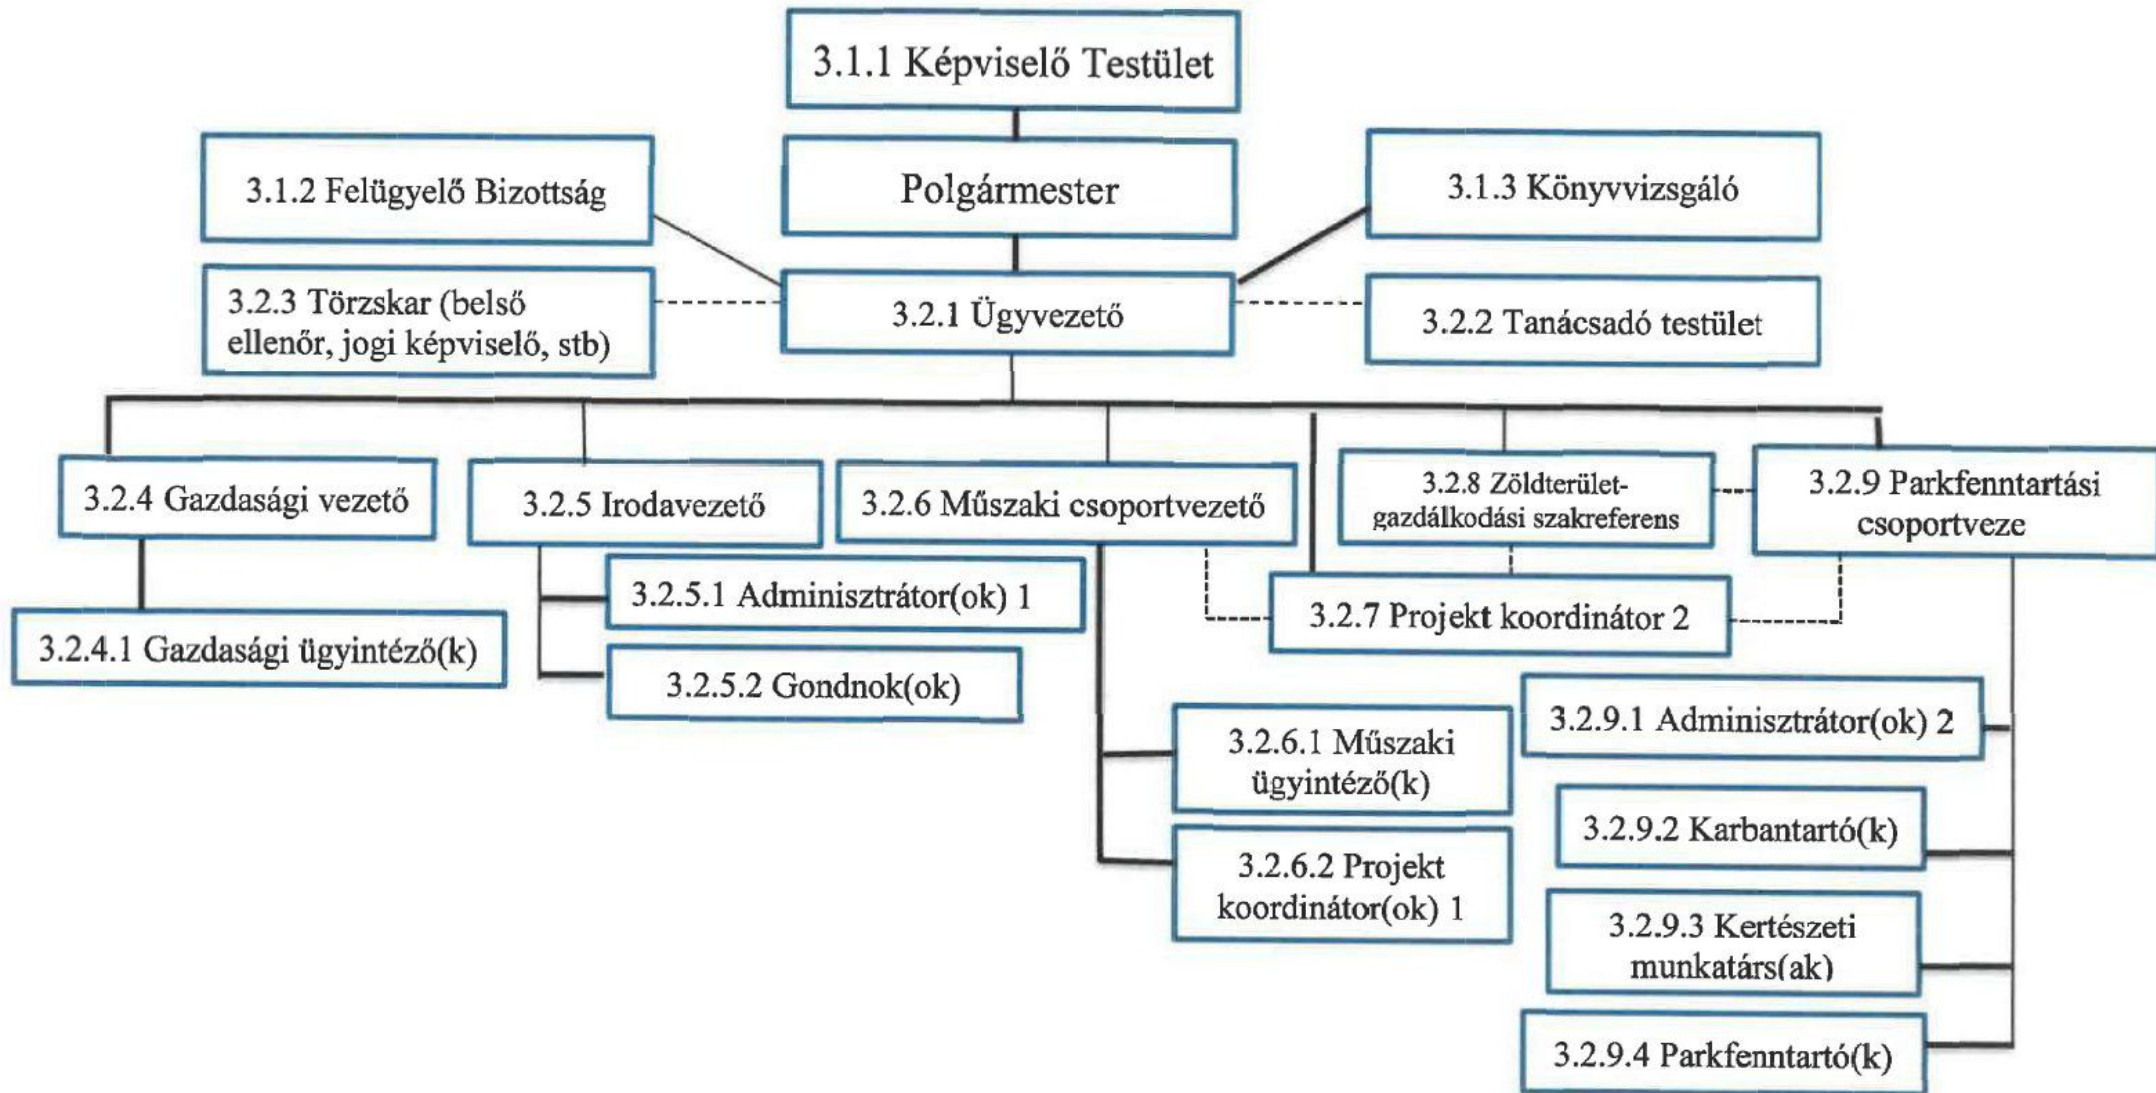 3.1.1 Képviselő Testület
3.1.2 Felügyelő Bizottság
Polgármester
3.1.3 Könyvvizsgáló
3.2.3 Törzskar (belső
ellenőr, jogi képviselő, stb)
3.2.1 Ügyvezető
3.2.2 Tanácsadó testület
3.2.4 Gazdasági vezető
3.2.5 Irodavezető
3.2.6 Műszaki csoportvezető
3.2.8 Zöldterület-
gazdálkodási szakreferens
3.2.9 Parkfenntartási
csoportveze
3.2.4.1 Gazdasági ügyintéző(k)
3.2.5.1 Adminisztrátor(ok) 1
3.2.5.2 Gondnok(ok)
3.2.7 Projekt koordinátor 2
3.2.6.1 Műszaki
ügyintéző(k)
3.2.6.2 Projekt
koordinátor(ok) 1
3.2.9.1 Adminisztrátor(ok) 2
3.2.9.2 Karbantartó(k)
3.2.9.3 Kertészeti
munkatárs(ak)
3.2.9.4 Parkfenntartó(k)